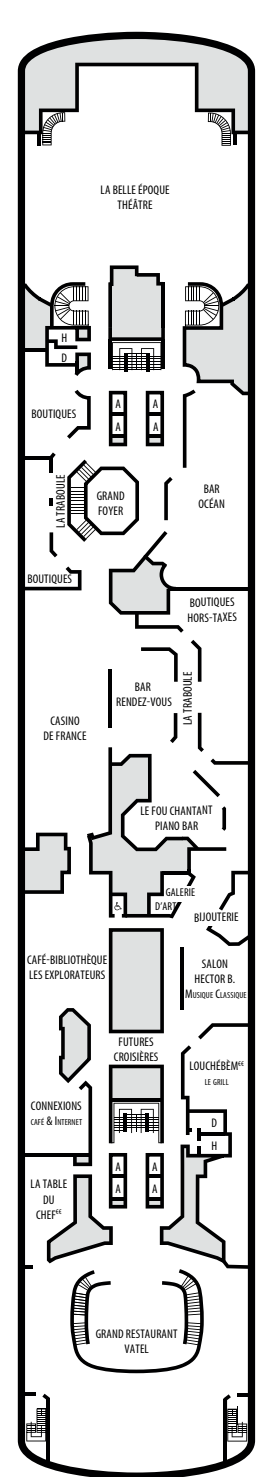 LA BELLE ÉPOQUE
THÉÂTRE
H
D
A
A
A
A
BOUTIQUES
LA TRABOULE
GRAND
FOYER
BAR
OCÉAN
BOUTIQUES
BOUTIQUES
HORS-TAXES
BAR
RENDEZ-VOUS
LA TRABOULE
CASINO
DE FRANCE
LE FOU CHANTANT
PIANO BAR
GALERIE
D'ART
BIJOUTERIE
CAFÉ-BIBLIOTHÈQUE
LES EXPLORATEURS
SALON
HECTOR B.
MUSIQUE CLASSIQUE
FUTURES
CROISIÈRES
LOUCHÉBÈM€€
LE GRILL
CONNEXIONS
CAFÉ & INTERNET
D
H
A
A
A
A
LA TABLE
DU
CHEF€€
GRAND RESTAURANT
VATEL